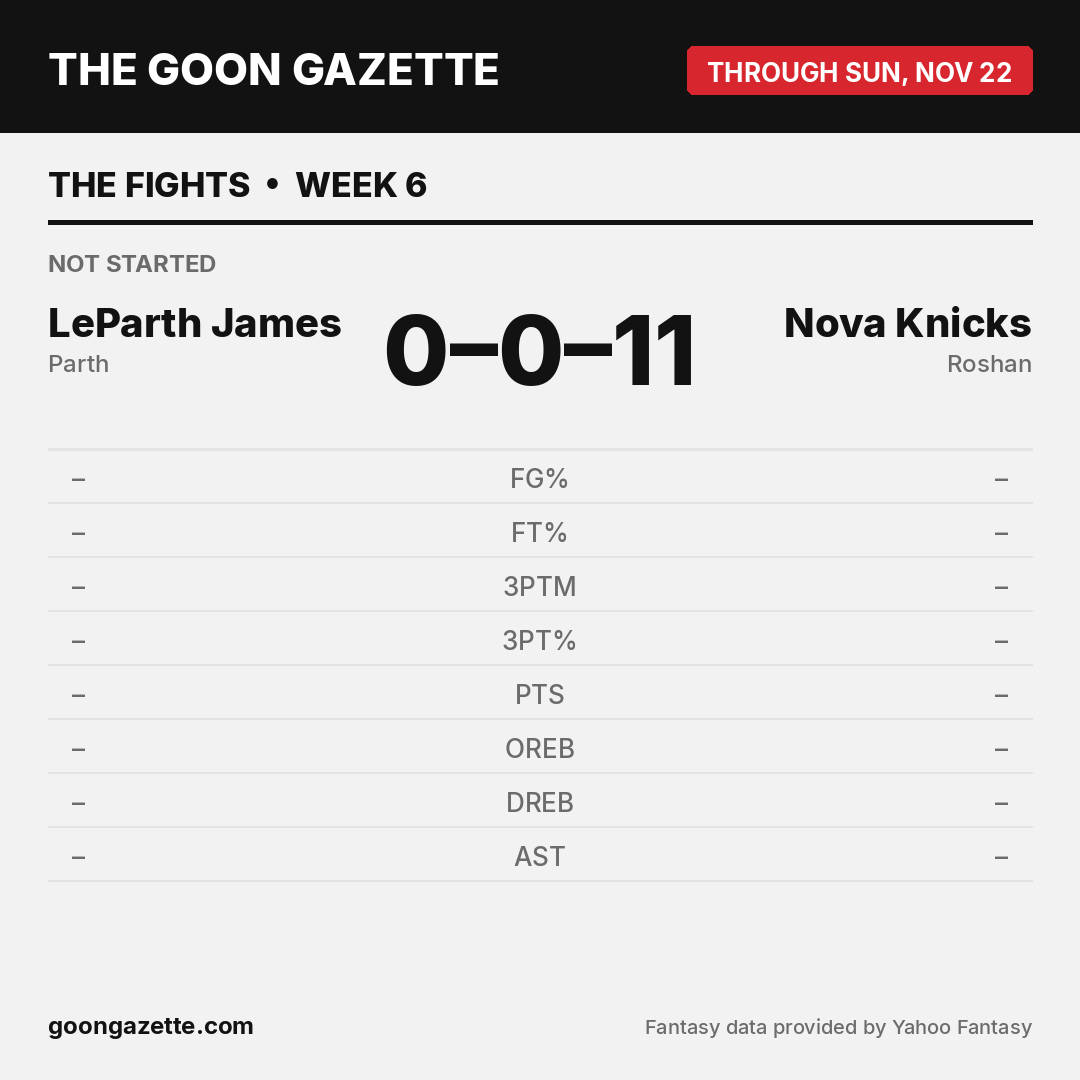 THE GOON GAZETTE
THROUGH SUN, NOV 22
THE FIGHTS • WEEK 6
NOT STARTED
LeParth James 0–0–11 Nova Knicks
Parth Roshan
– FG% –
– FT% –
– 3PTM –
– 3PT% –
– PTS –
– OREB –
– DREB –
– AST –
goongazette.com
Fantasy data provided by Yahoo Fantasy